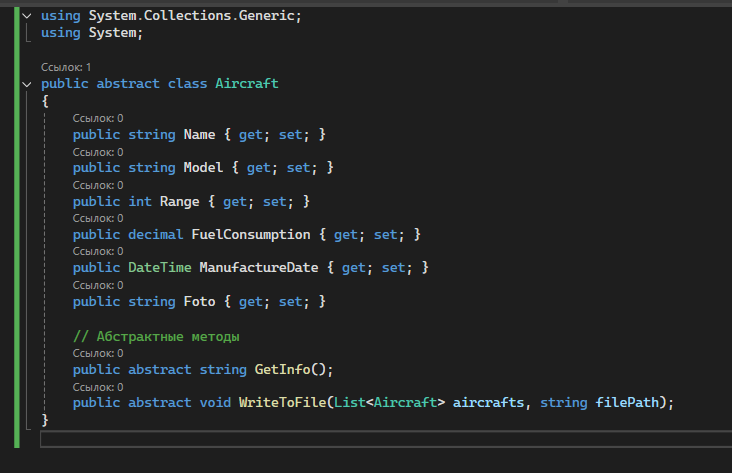 using System.Collections.Generic;
using System;
Ссылок: 1
public abstract class Aircraft
{
Ссылок: 0
public string Name { get; set; }
Ссылок: 0
public string Model { get; set; }
Ссылок: 0
public int Range { get; set; }
Ссылок: 0
public decimal FuelConsumption { get; set; }
Ссылок: 0
public DateTime ManufactureDate { get; set; }
Ссылок: 0
public string Foto { get; set; }
// Абстрактные методы
Ссылок: 0
public abstract string GetInfo();
Ссылок: 0
public abstract void WriteToFile(List<Aircraft> aircrafts, string filePath);
}